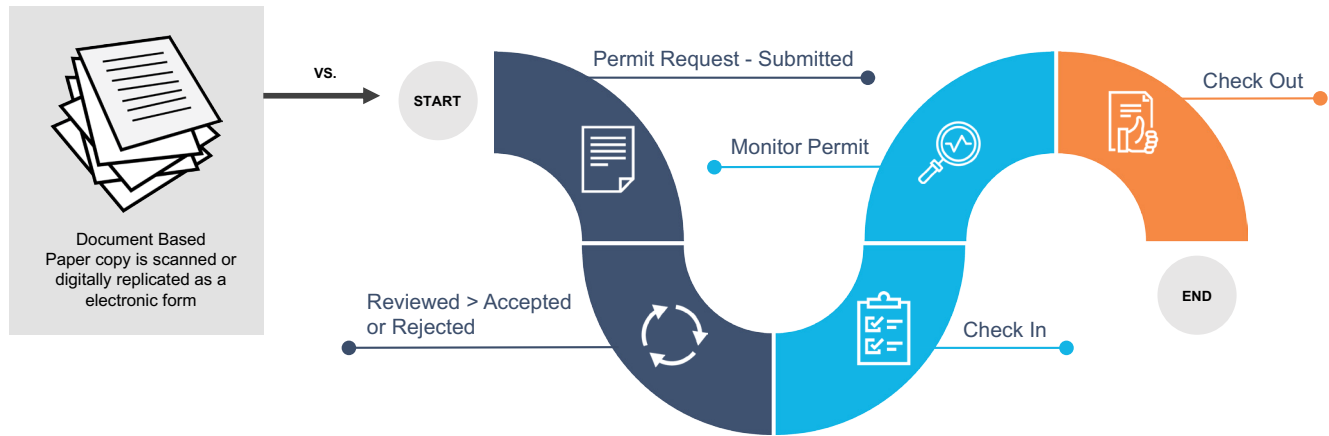 Document Based
Paper copy is scanned or
digitally replicated as a
electronic form
VS.
START
Permit Request - Submitted
Reviewed > Accepted
or Rejected
Check In
Monitor Permit
Check Out
END